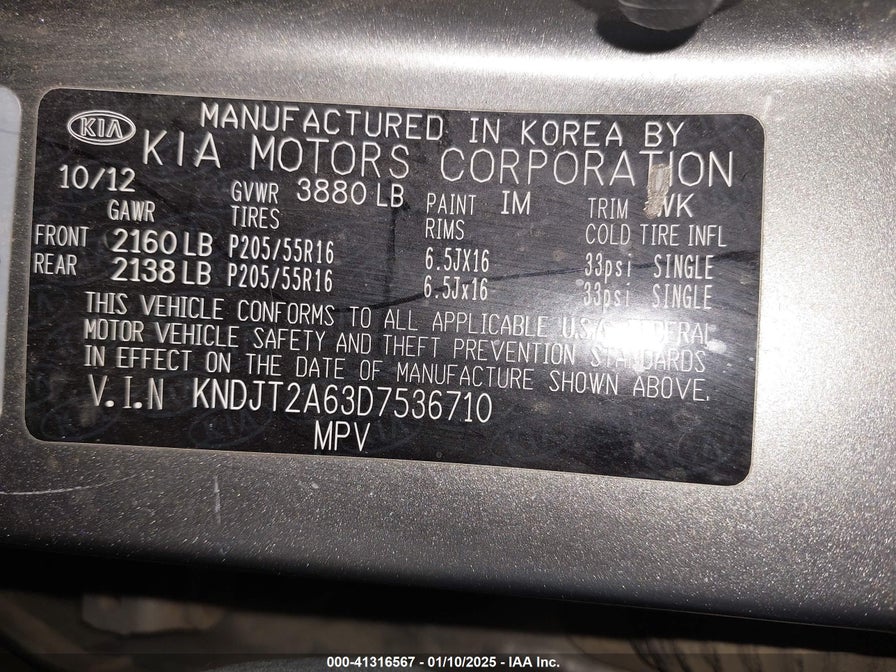 KIA MANUFACTURED IN KOREA BY
KIA MOTORS CORPORATION
10/12 GVWR 3880 LB PAINT IM TRIM WK
GAWR TIRES RIMS COLD TIRE INFL
FRONT 2160 LB P205/55R16 6.5JX16 33psi SINGLE
REAR 2138 LB P205/55R16 6.5Jx16 33psi SINGLE
THIS VEHICLE CONFORMS TO ALL APPLICABLE U.S.A. FEDERAL
MOTOR VEHICLE SAFETY AND THEFT PREVENTION STANDARDS
IN EFFECT ON THE DATE OF MANUFACTURE SHOWN ABOVE.
V.I.N KNDJT2A63D7536710
MPV
000-41316567 - 01/10/2025 - IAA Inc.